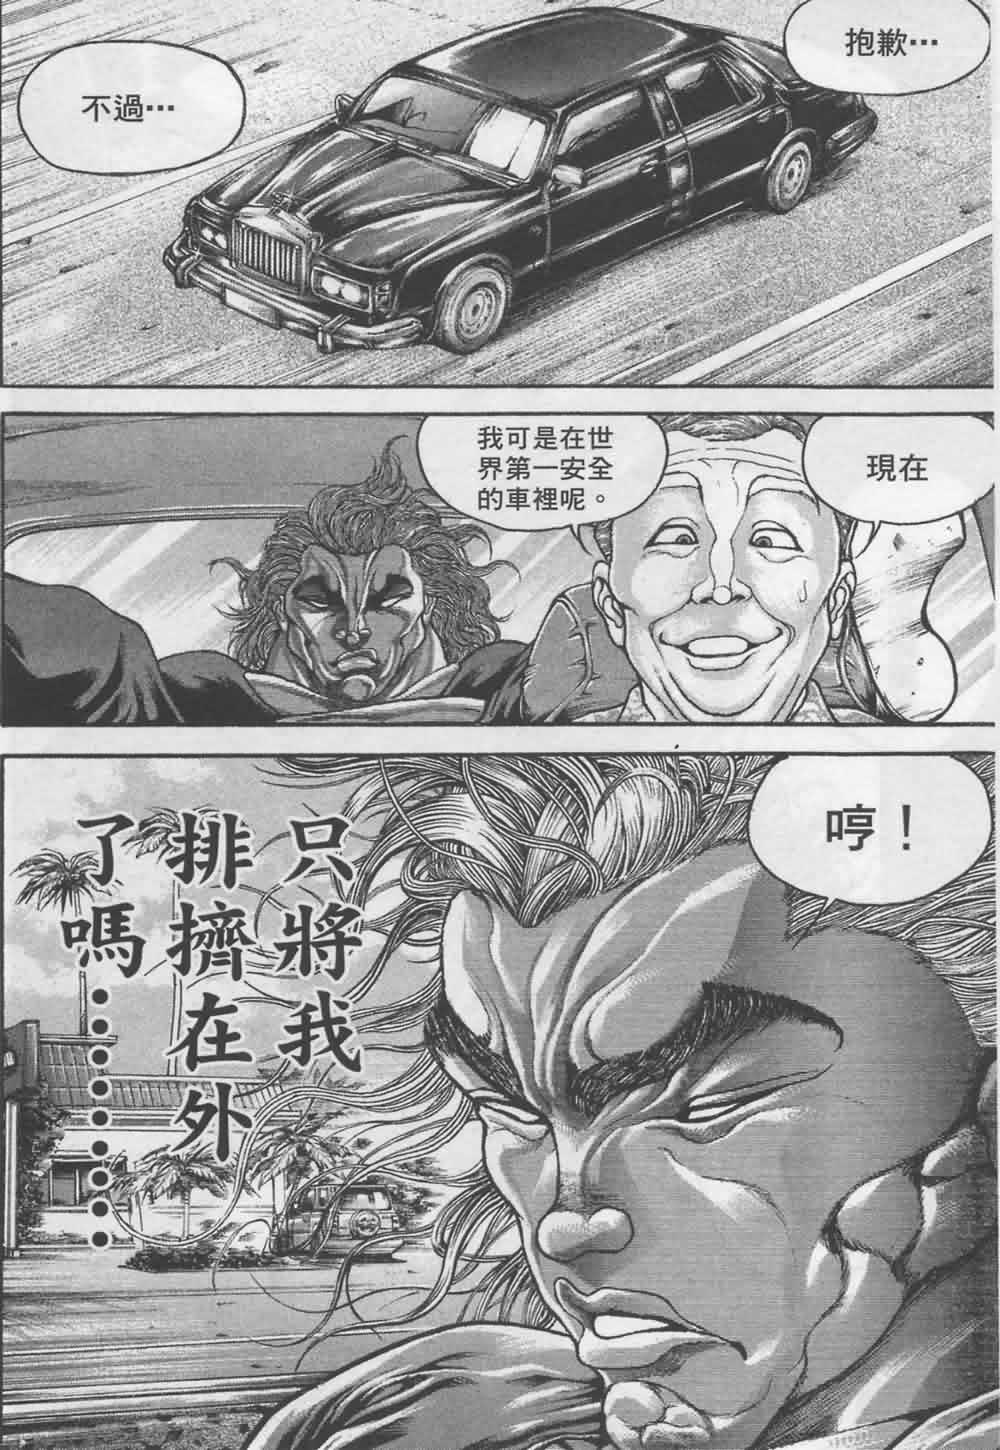 抱歉…
不過…
現在
我可是在世
界第一安全
的車裡呢。
哼！
只將我
排擠在外
了嗎………